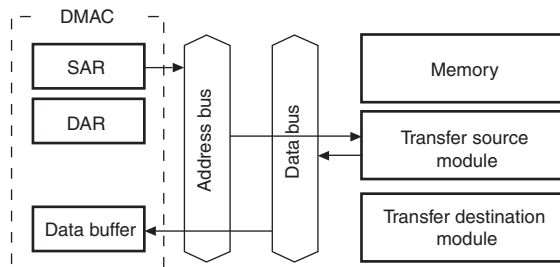 DMAC
SAR
DAR
Data buffer
Address bus
Data bus
Memory
Transfer source
module
Transfer destination
module